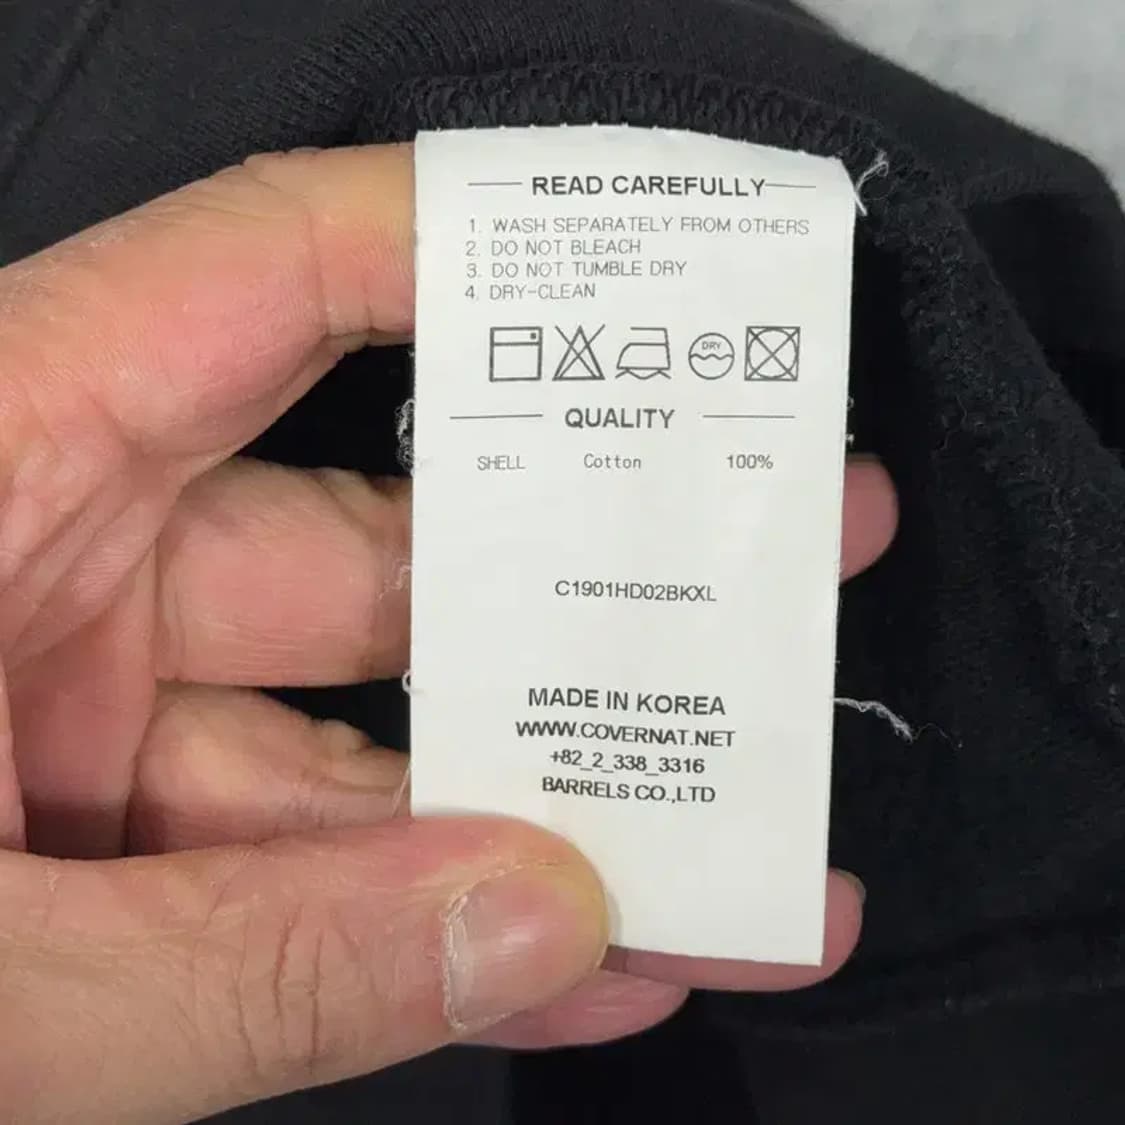 READ CAREFULLY
1. WASH SEPARATELY FROM OTHERS
2. DO NOT BLEACH
3. DO NOT TUMBLE DRY
4. DRY-CLEAN
DRY
QUALITY
SHELL Cotton 100%
C1901HD02BKXL
MADE IN KOREA
WWW.COVERNAT.NET
+82_2_338_3316
BARRELS CO.,LTD